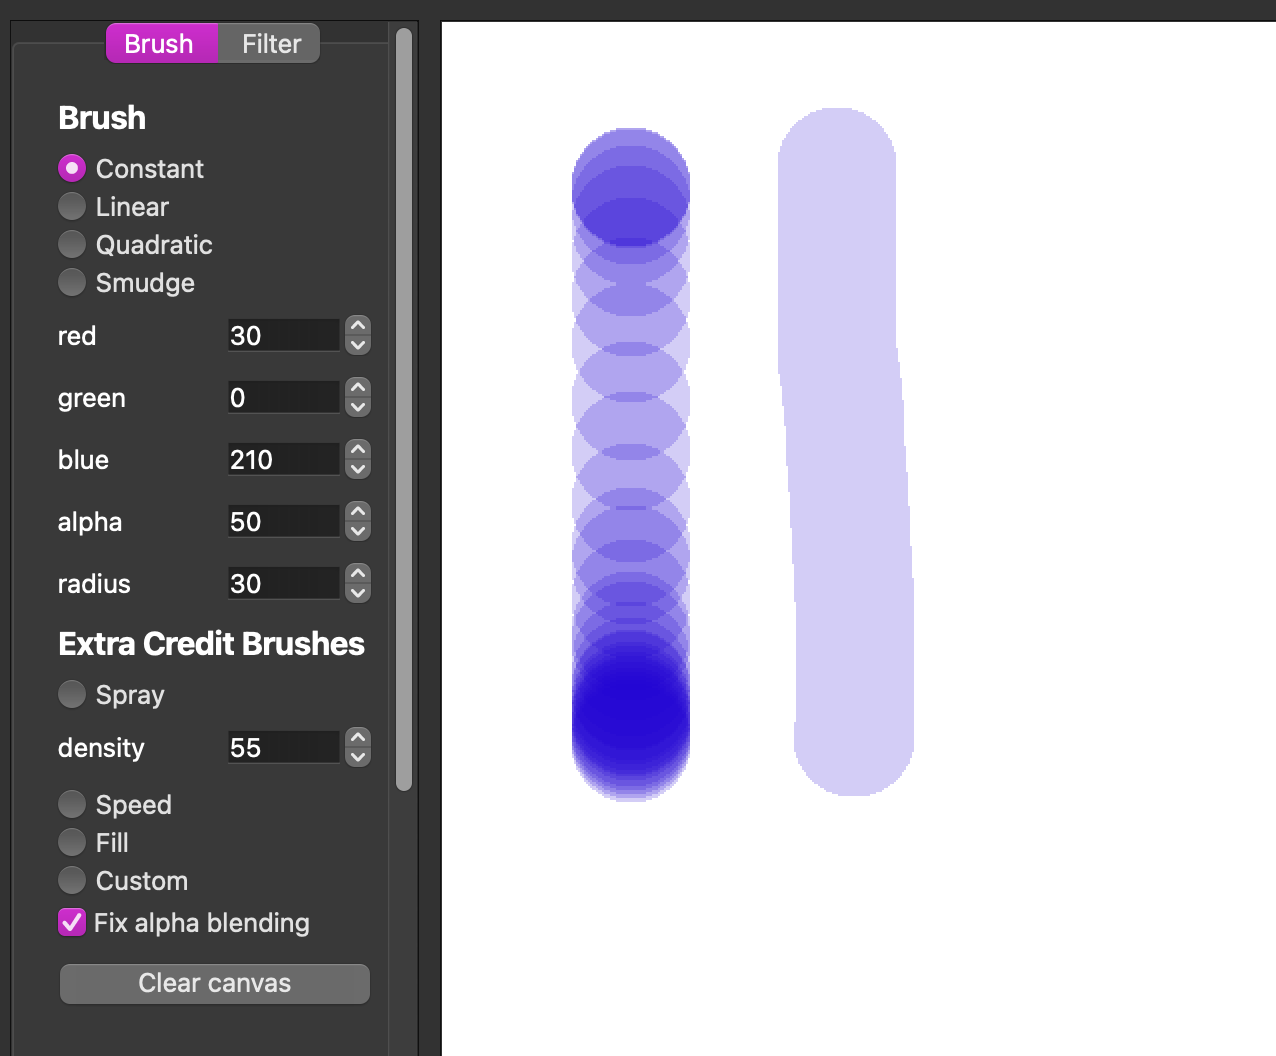 Brush Filter
Brush
Constant
Linear
Quadratic
Smudge
red 30
green 0
blue 210
alpha 50
radius 30
Extra Credit Brushes
Spray
density 55
Speed
Fill
Custom
Fix alpha blending
Clear canvas